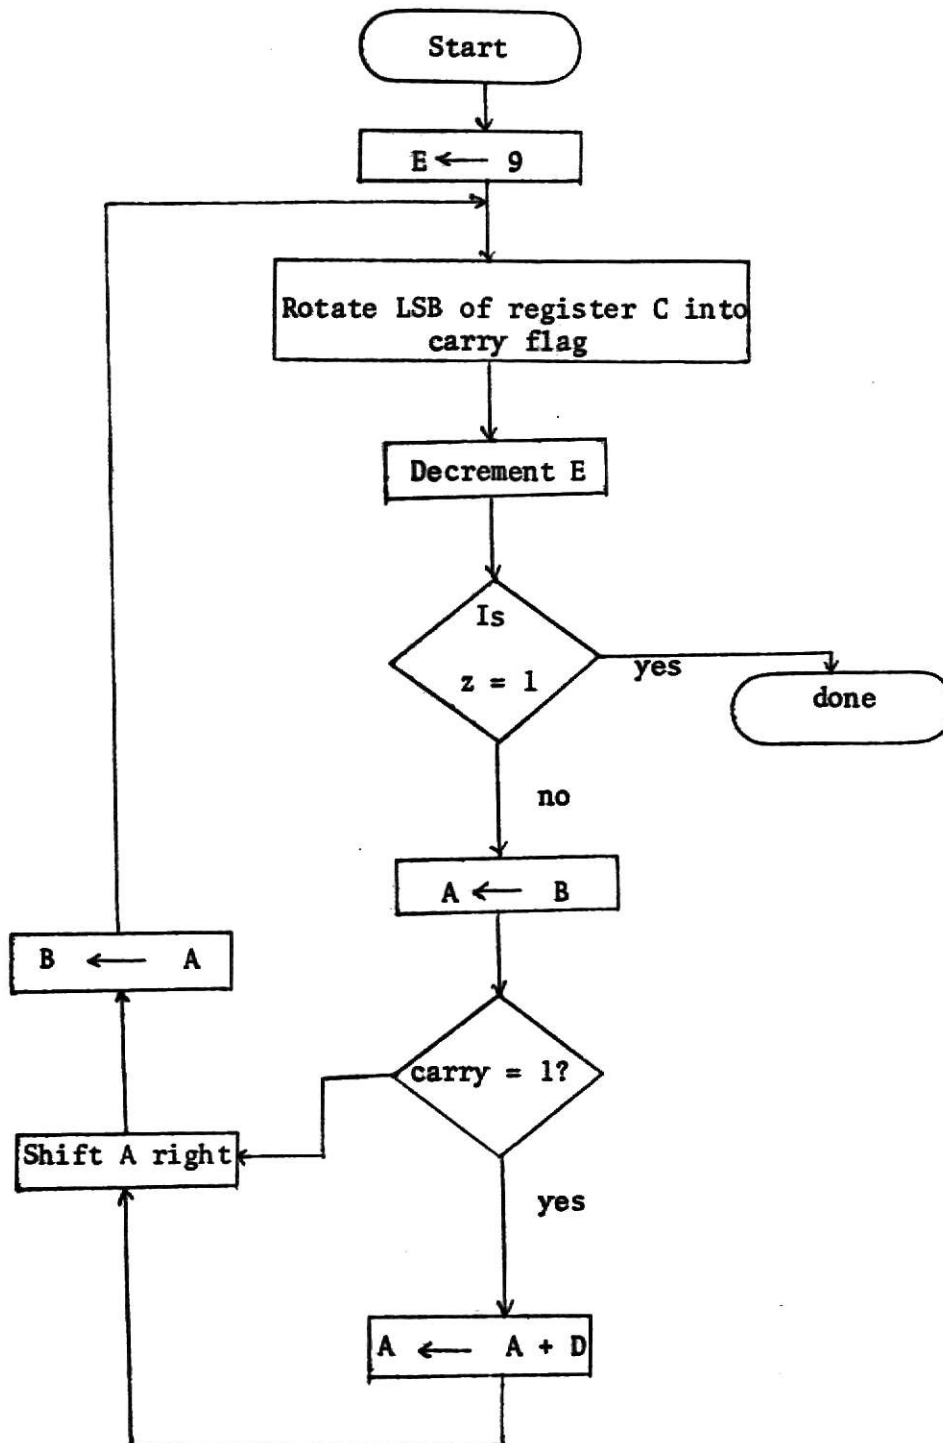 Start
E ← 9
Rotate LSB of register C into
carry flag
Decrement E
Is
z = 1
yes
done
no
A ← B
B ← A
carry = 1?
Shift A right
yes
A ← A + D